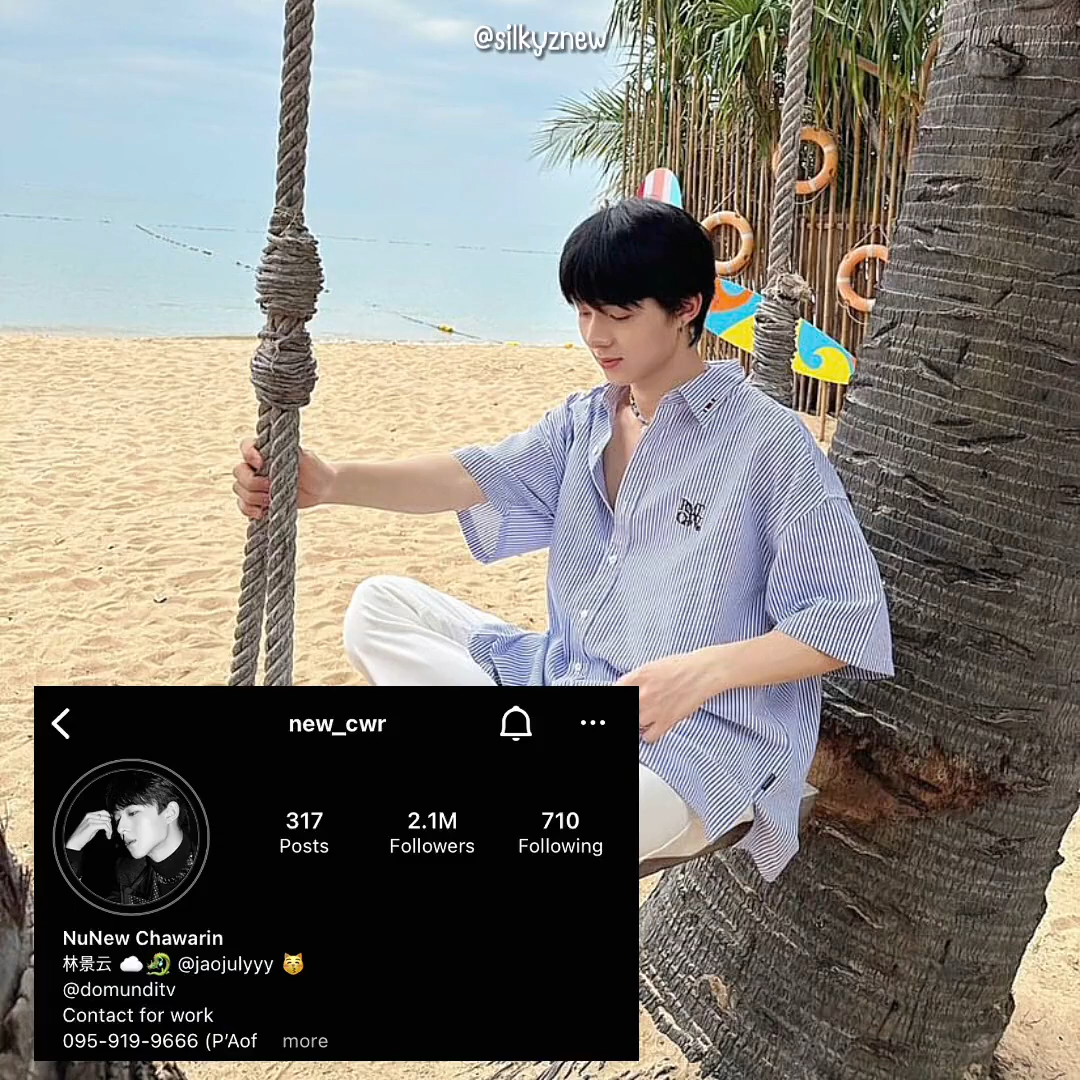 @silkyznew
new_cwr
317 2.1M 710
Posts Followers Following
NuNew Chawarin
林景云 ☁️🐉 @jaojulyyy 😽
@domunditv
Contact for work
095-919-9666 (P’Aof more